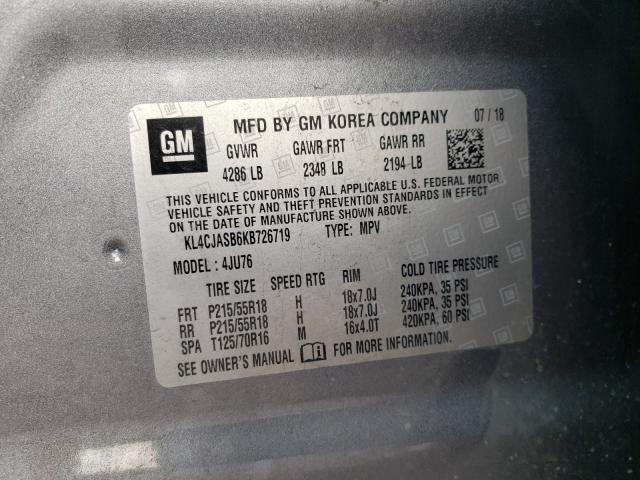 GM
MFD BY GM KOREA COMPANY 07 / 18
GVWR GAWR FRT GAWR RR
4286 LB 2348 LB 2194 LB
THIS VEHICLE CONFORMS TO ALL APPLICABLE U.S. FEDERAL MOTOR
VEHICLE SAFETY AND THEFT PREVENTION STANDARDS IN EFFECT ON
THE DATE OF MANUFACTURE SHOWN ABOVE.
KL4CJASB6KB726719 TYPE: MPV
MODEL : 4JU76
TIRE SIZE SPEED RTG RIM COLD TIRE PRESSURE
FRT P215/55R18 H 18x7.0J 240KPA, 35 PSI
RR P215/55R18 H 18x7.0J 240KPA, 35 PSI
SPA T125/70R16 M 16x4.0T 420KPA, 60 PSI
SEE OWNER'S MANUAL FOR MORE INFORMATION.